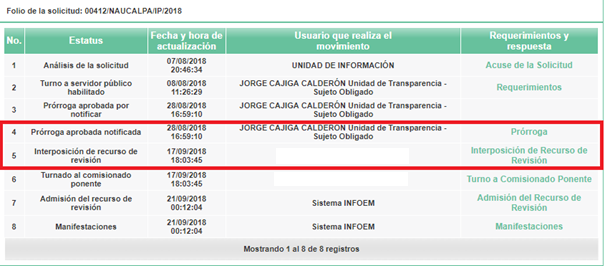 Folio de la solicitud: 00412/NAUCALPA/IP/2018
No. Estatus Fecha y hora de actualización Usuario que realiza el movimiento Requerimientos y respuesta
1 Análisis de la solicitud 07/08/2018 20:46:34 UNIDAD DE INFORMACIÓN Acuse de la Solicitud
2 Turno a servidor público habilitado 08/08/2018 11:26:29 JORGE CAJIGA CALDERÓN Unidad de Transparencia - Sujeto Obligado Requerimientos
3 Prórroga aprobada por notificar 28/08/2018 16:59:10 JORGE CAJIGA CALDERÓN Unidad de Transparencia - Sujeto Obligado
4 Prórroga aprobada notificada 28/08/2018 16:59:10 JORGE CAJIGA CALDERÓN Unidad de Transparencia - Sujeto Obligado Prórroga
5 Interposición de recurso de revisión 17/09/2018 18:03:45 Interposición de Recurso de Revisión
6 Turnado al comisionado ponente 17/09/2018 18:03:45 Turno a Comisionado Ponente
7 Admisión del recurso de revisión 21/09/2018 00:12:04 Sistema INFOEM Admisión del Recurso de Revisión
8 Manifestaciones 21/09/2018 00:12:04 Sistema INFOEM Manifestaciones
Mostrando 1 al 8 de 8 registros